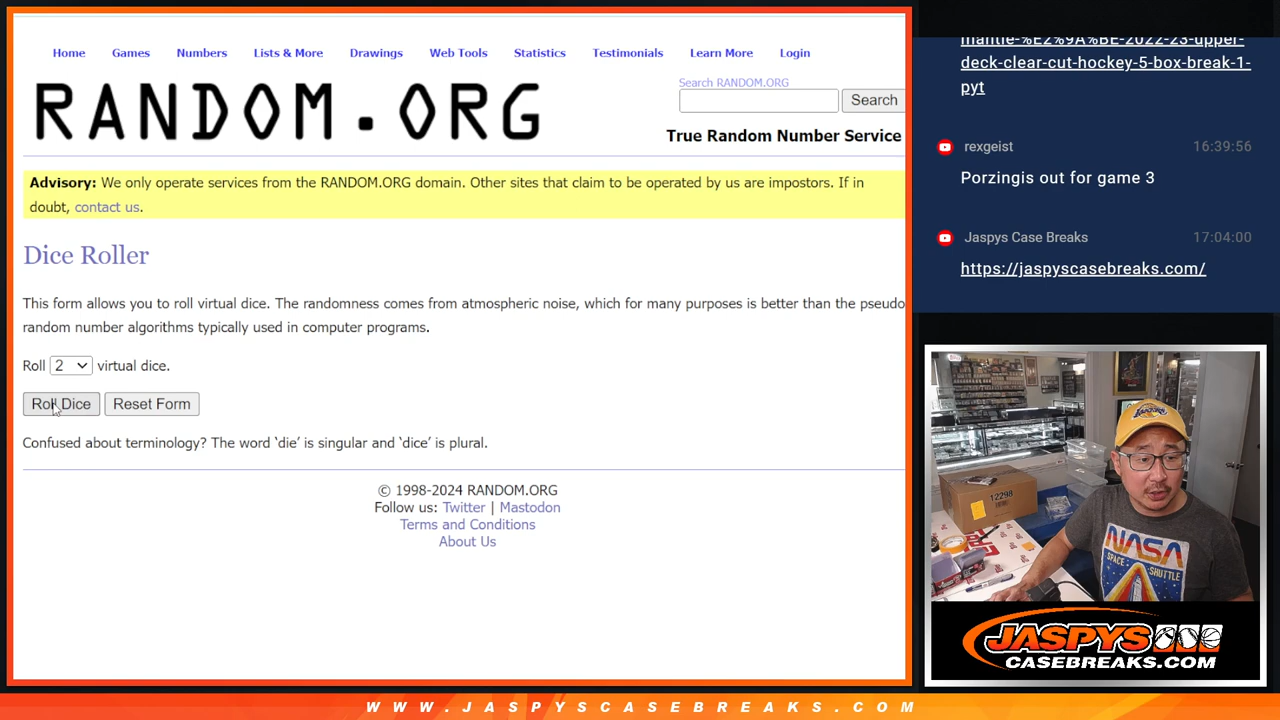 Home Games Numbers Lists & More Drawings Web Tools Statistics Testimonials Learn More Login
RANDOM.ORG
Search RANDOM.ORG
Search
True Random Number Service
Advisory: We only operate services from the RANDOM.ORG domain. Other sites that claim to be operated by us are impostors. If in
doubt, contact us.
Dice Roller
This form allows you to roll virtual dice. The randomness comes from atmospheric noise, which for many purposes is better than the pseudo
random number algorithms typically used in computer programs.
Roll 2 virtual dice.
Roll Dice Reset Form
Confused about terminology? The word ‘die’ is singular and ‘dice’ is plural.
© 1998-2024 RANDOM.ORG
Follow us: Twitter | Mastodon
Terms and Conditions
About Us
mantle-%E2%9A%BE-2022-23-upper-
deck-clear-cut-hockey-5-box-break-1-
pyt
rexgeist 16:39:56
Porzingis out for game 3
Jaspys Case Breaks 17:04:00
https://jaspyscasebreaks.com/
12298
NASA
SPACE SHUTTLE
JASPYS
CASEBREAKS.COM
WWW.JASPYSCASEBREAKS.COM